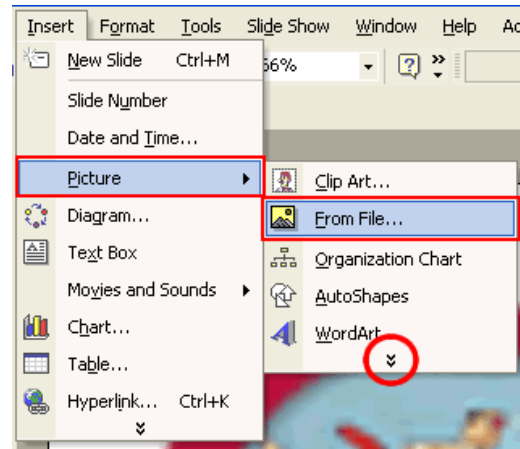 Insert Format Tools Slide Show Window Help
New Slide Ctrl+M
66%
Slide Number
Date and Time...
Picture
Diagram...
Text Box
Movies and Sounds
Chart...
Table...
Hyperlink... Ctrl+K
Clip Art...
From File...
Organization Chart
AutoShapes
WordArt...